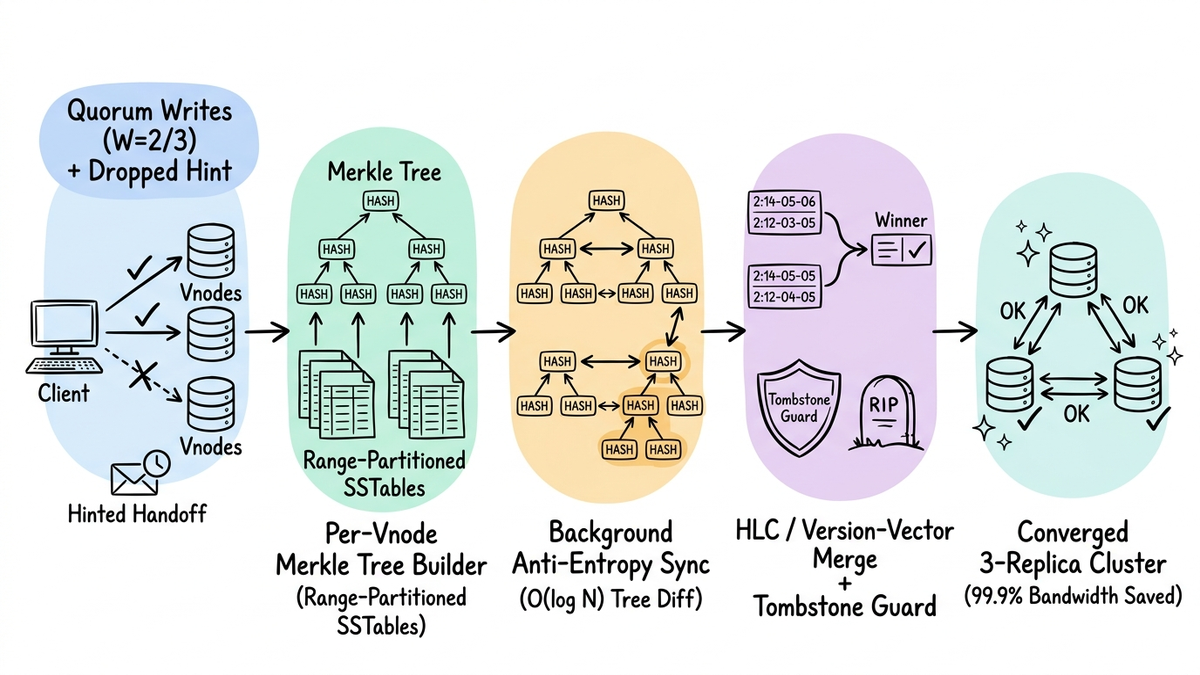 Quorum Writes
(W=2/3)
+ Dropped Hint
Vnodes
Client
Vnodes
Hinted Handoff
Merkle Tree
HASH
HASH HASH
HASH HASH HASH HASH
Range-Partitioned
SSTables
Per-Vnode
Merkle Tree Builder
(Range-Partitioned
SSTables)
HASH
HASH HASH
HASH HASH HASH HASH
HASH HASH
HASH HASH HASH HASH
HASH HASH
Background
Anti-Entropy Sync
(O(log N) Tree Diff)
2:14-05-06
2:12-03-05
2:14-05-05
2:12-04-05
Winner
Tombstone
Guard
RIP
HLC / Version-Vector
Merge
+
Tombstone Guard
OK OK
OK
Converged
3-Replica Cluster
(99.9% Bandwidth Saved)